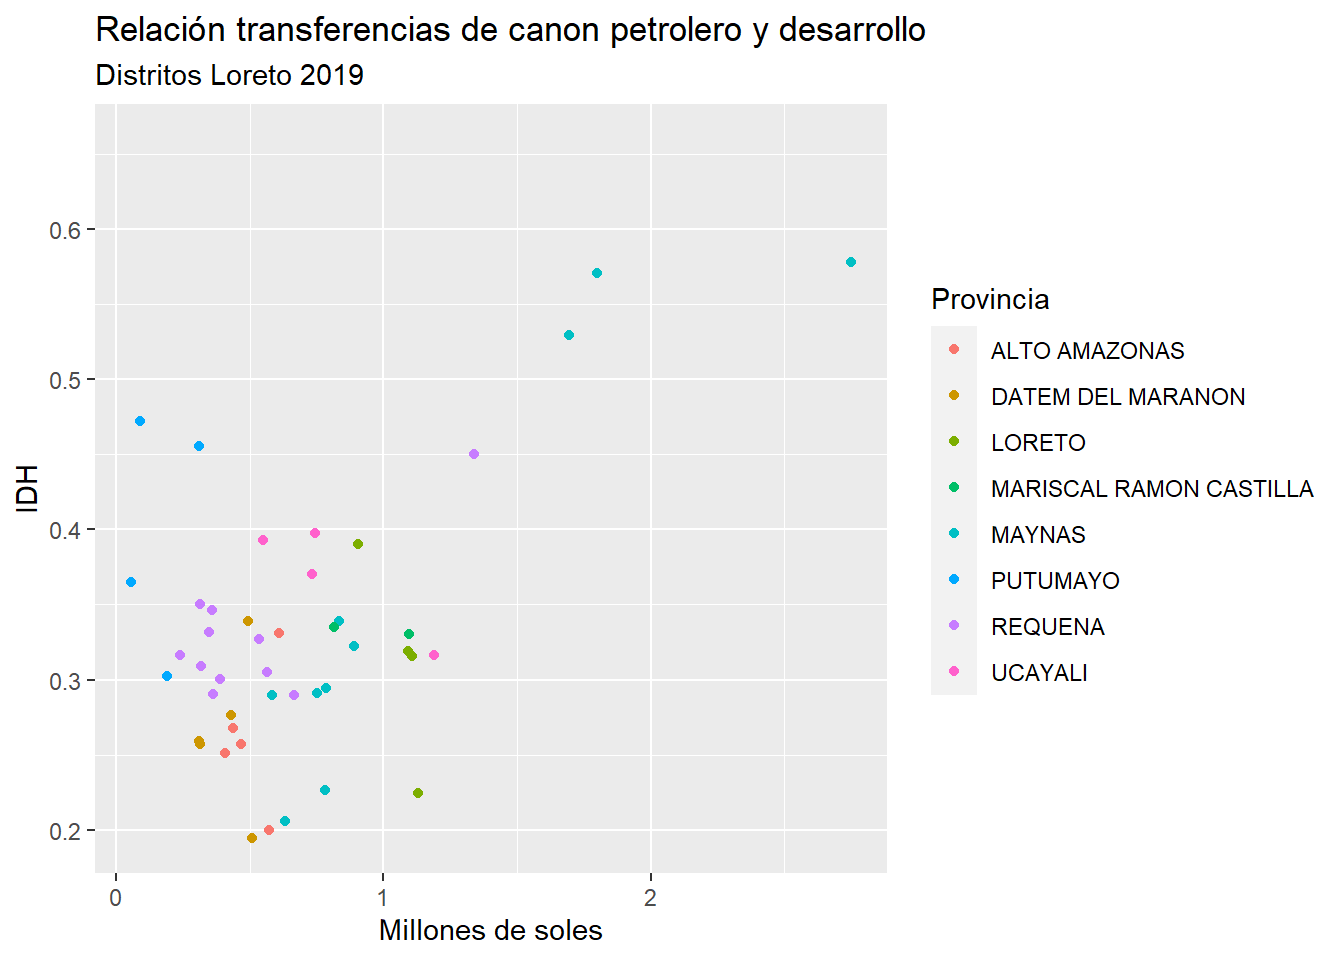 Relación transferencias de canon petrolero y desarrollo
Distritos Loreto 2019
0.6
0.5
0.4
0.3
0.2
IDH
0 1 2
Millones de soles
Provincia
ALTO AMAZONAS
DATEM DEL MARANON
LORETO
MARISCAL RAMON CASTILLA
MAYNAS
PUTUMAYO
REQUENA
UCAYALI